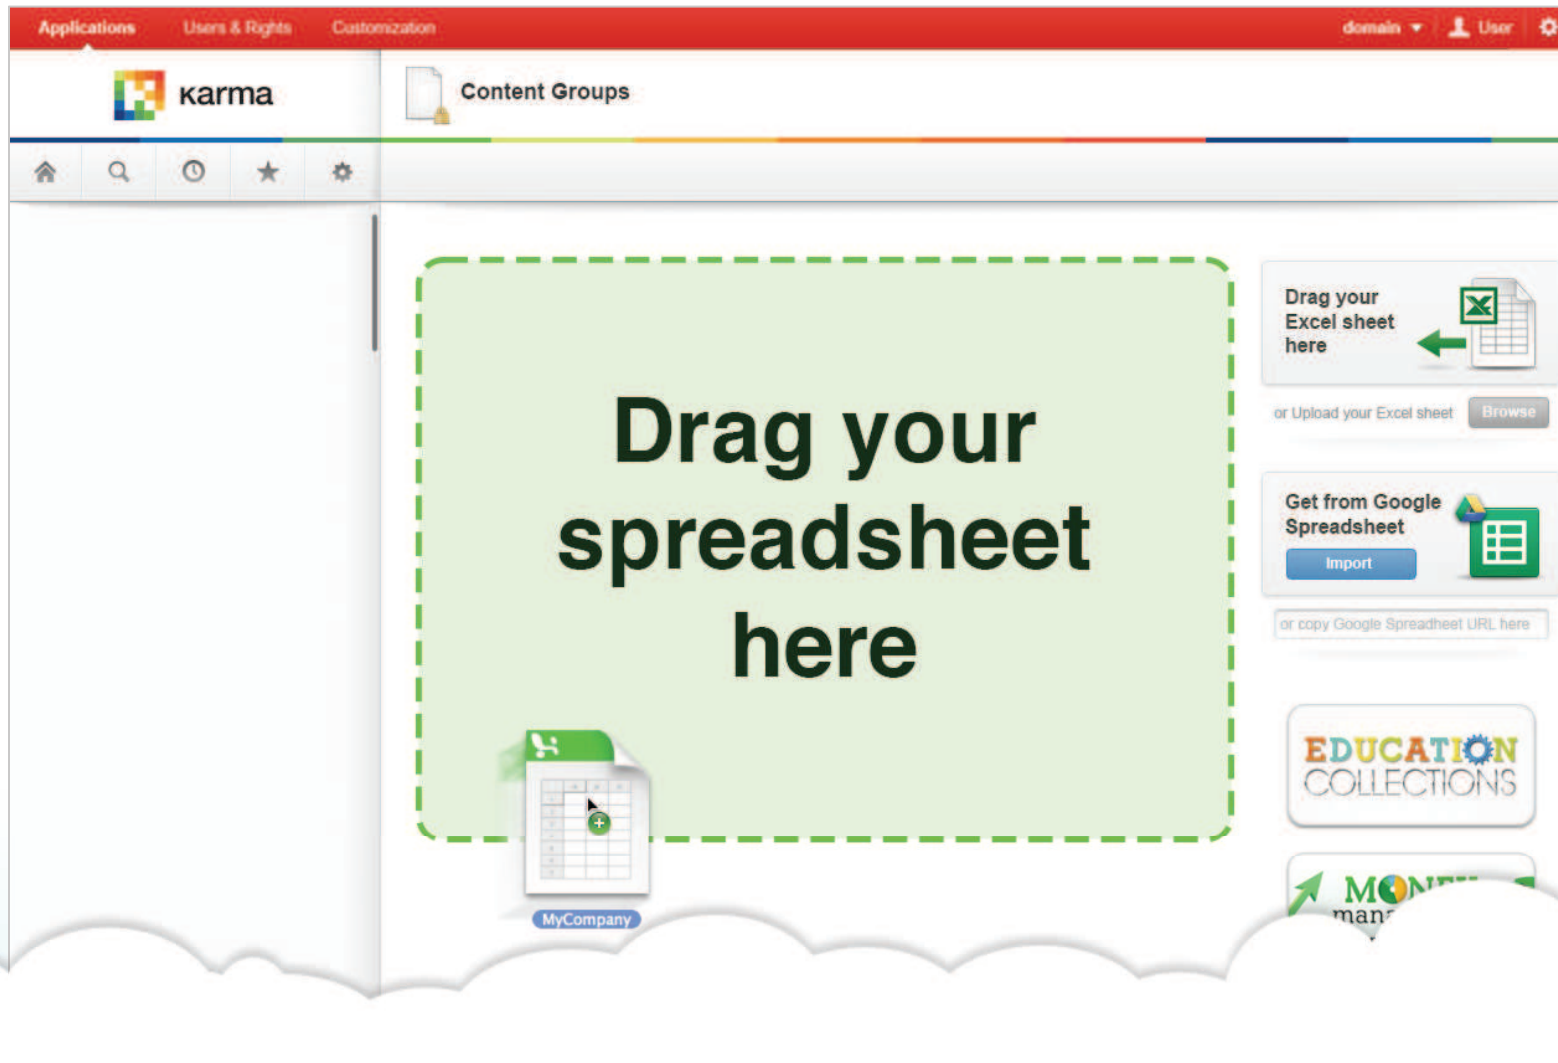 Applications Users & Rights Customization domain User
Karma
Content Groups
Drag your
spreadsheet
here
MyCompany
Drag your
Excel sheet
here
or Upload your Excel sheet Browse
Get from Google
Spreadsheet
Import
or copy Google Spreadheet URL here
EDUCATION
COLLECTIONS